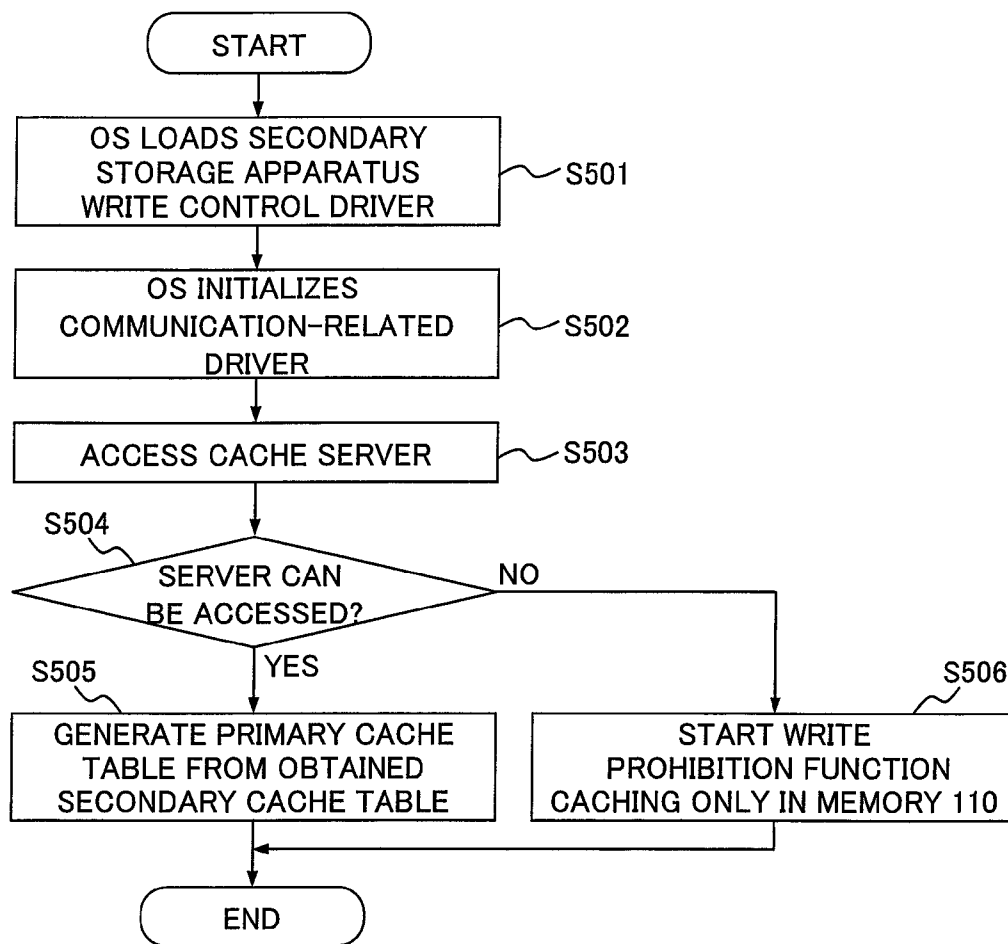 START
OS LOADS SECONDARY
STORAGE APPARATUS
WRITE CONTROL DRIVER
S501
OS INITIALIZES
COMMUNICATION-RELATED
DRIVER
S502
ACCESS CACHE SERVER
S503
S504
SERVER CAN
BE ACCESSED?
NO
YES
S505
GENERATE PRIMARY CACHE
TABLE FROM OBTAINED
SECONDARY CACHE TABLE
S506
START WRITE
PROHIBITION FUNCTION
CACHING ONLY IN MEMORY 110
END